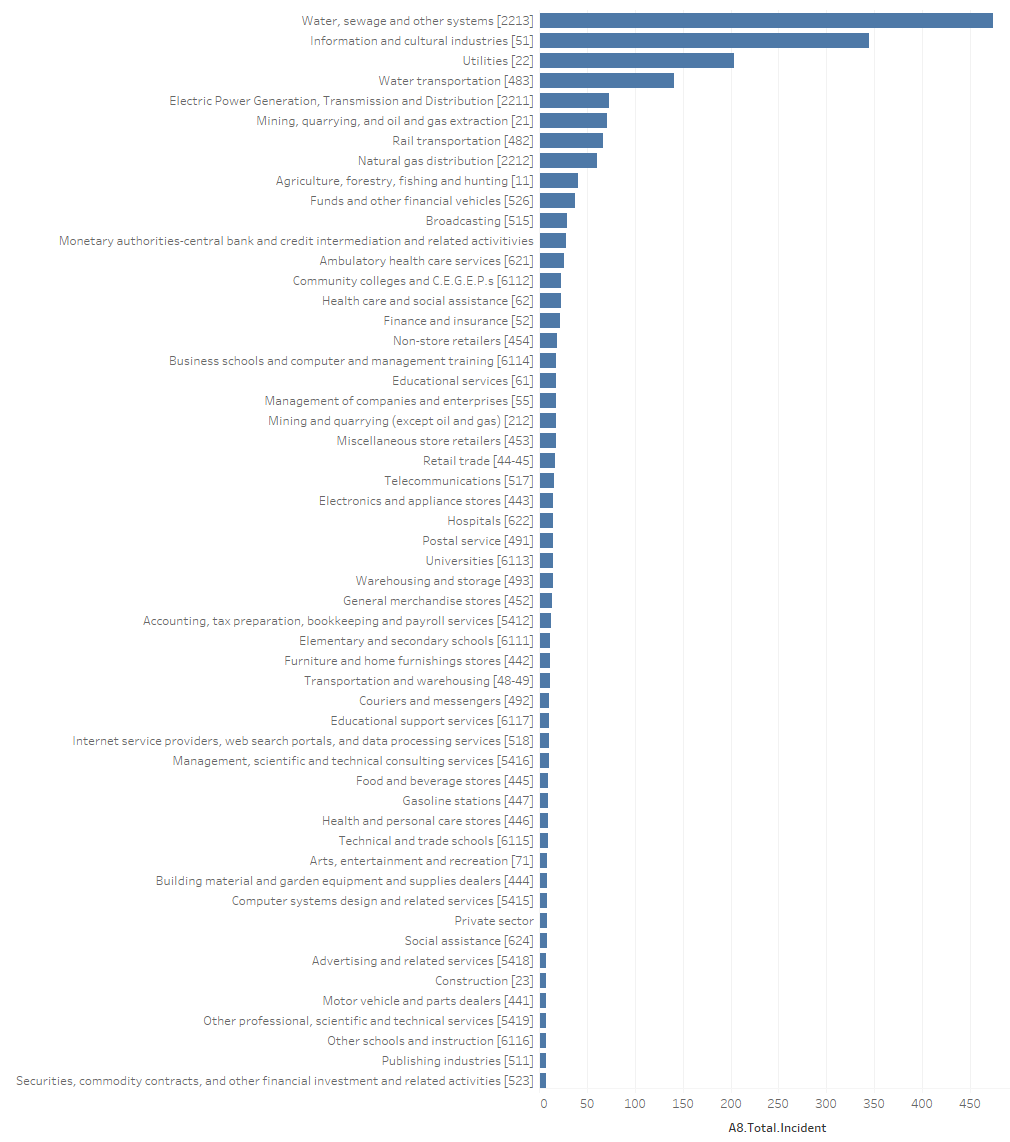 Water, sewage and other systems [2213]
Information and cultural industries [51]
Utilities [22]
Water transportation [483]
Electric Power Generation, Transmission and Distribution [2211]
Mining, quarrying, and oil and gas extraction [21]
Rail transportation [482]
Natural gas distribution [2212]
Agriculture, forestry, fishing and hunting [11]
Funds and other financial vehicles [526]
Broadcasting [515]
Monetary authorities-central bank and credit intermediation and related activitivies
Ambulatory health care services [621]
Community colleges and C.E.G.E.P.s [6112]
Health care and social assistance [62]
Finance and insurance [52]
Non-store retailers [454]
Business schools and computer and management training [6114]
Educational services [61]
Management of companies and enterprises [55]
Mining and quarrying (except oil and gas) [212]
Miscellaneous store retailers [453]
Retail trade [44-45]
Telecommunications [517]
Electronics and appliance stores [443]
Hospitals [622]
Postal service [491]
Universities [6113]
Warehousing and storage [493]
General merchandise stores [452]
Accounting, tax preparation, bookkeeping and payroll services [5412]
Elementary and secondary schools [6111]
Furniture and home furnishings stores [442]
Transportation and warehousing [48-49]
Couriers and messengers [492]
Educational support services [6117]
Internet service providers, web search portals, and data processing services [518]
Management, scientific and technical consulting services [5416]
Food and beverage stores [445]
Gasoline stations [447]
Health and personal care stores [446]
Technical and trade schools [6115]
Arts, entertainment and recreation [71]
Building material and garden equipment and supplies dealers [444]
Computer systems design and related services [5415]
Private sector
Social assistance [624]
Advertising and related services [5418]
Construction [23]
Motor vehicle and parts dealers [441]
Other professional, scientific and technical services [5419]
Other schools and instruction [6116]
Publishing industries [511]
Securities, commodity contracts, and other financial investment and related activities [523]
0 50 100 150 200 250 300 350 400 450
A8.Total.Incident